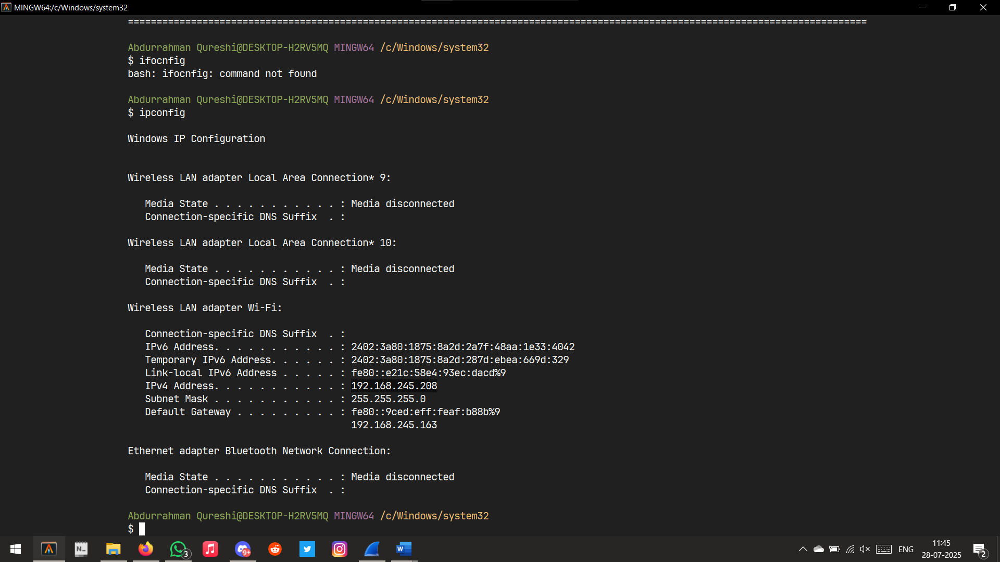 MINGW64:/c/Windows/system32
=================================================================================================================================
Abdurrahman Qureshi@DESKTOP-H2RV5MQ MINGW64 /c/Windows/system32
$ ifocnfig
bash: ifocnfig: command not found
Abdurrahman Qureshi@DESKTOP-H2RV5MQ MINGW64 /c/Windows/system32
$ ipconfig
Windows IP Configuration
Wireless LAN adapter Local Area Connection* 9:
Media State . . . . . . . . . . . : Media disconnected
Connection-specific DNS Suffix  . :
Wireless LAN adapter Local Area Connection* 10:
Media State . . . . . . . . . . . : Media disconnected
Connection-specific DNS Suffix  . :
Wireless LAN adapter Wi-Fi:
Connection-specific DNS Suffix  . :
IPv6 Address. . . . . . . . . . . : 2402:3a80:1875:8a2d:2a7f:48aa:1e33:4042
Temporary IPv6 Address. . . . . . : 2402:3a80:1875:8a2d:287d:ebea:669d:329
Link-local IPv6 Address . . . . . : fe80::e21c:58e4:93ec:dacd%9
IPv4 Address. . . . . . . . . . . : 192.168.245.208
Subnet Mask . . . . . . . . . . . : 255.255.255.0
Default Gateway . . . . . . . . . : fe80::9ced:eff:feaf:b88b%9
192.168.245.163
Ethernet adapter Bluetooth Network Connection:
Media State . . . . . . . . . . . : Media disconnected
Connection-specific DNS Suffix  . :
Abdurrahman Qureshi@DESKTOP-H2RV5MQ MINGW64 /c/Windows/system32
$
N_
3
9+
W
ENG
11:45
28-07-2025
2